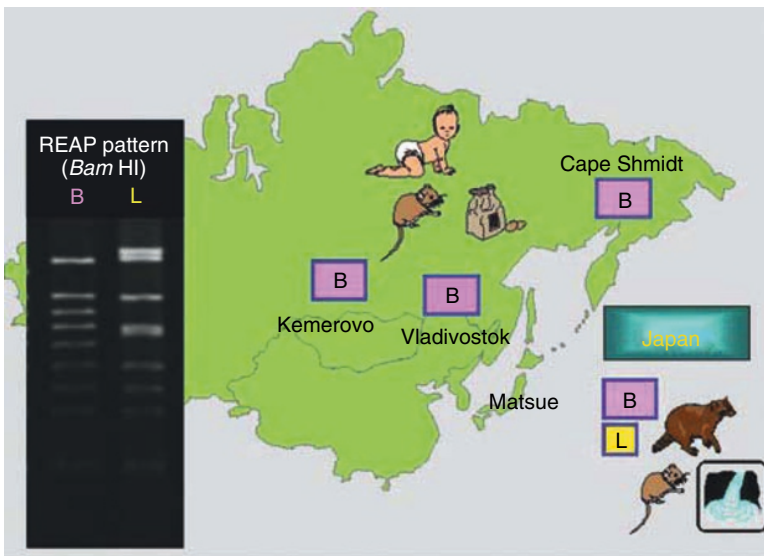 REAP pattern
(Bam HI)
B L
Cape Shmidt
B
B
B
Kemerovo
Vladivostok
Japan
Matsue
B
L